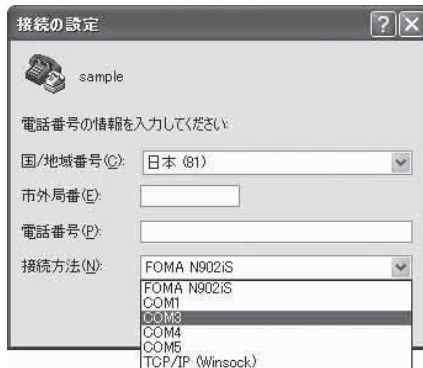 接続の設定
sample
電話番号の情報を入力してください:
国/地域番号(C): 日本 (81)
市外局番(E):
電話番号(P):
接続方法(N): FOMA N902iS
FOMA N902iS
COM1
COM3
COM4
COM5
TCP/IP (Winsock)